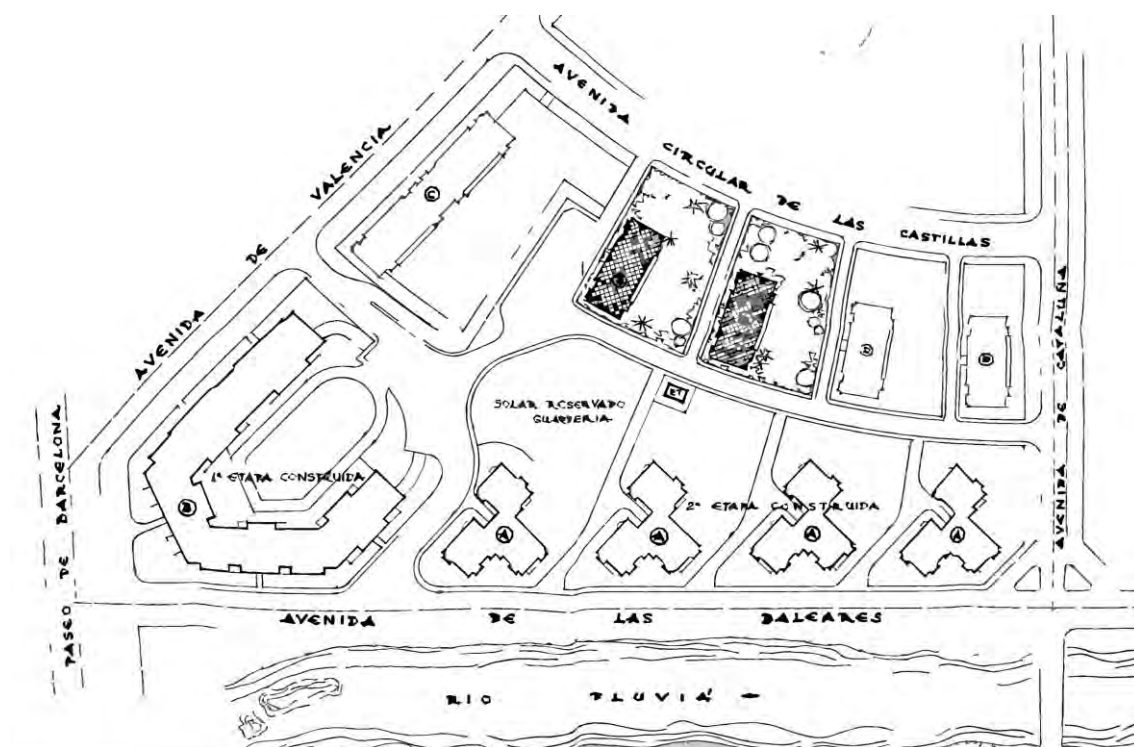 AVENIDA
CIRCULAR
DE
LAS
CASTILLAS
AVENIDA DE VALENCIA
PASEO DE BARCELONA
AVENIDA DE CATALUÑA
SOLAR RESERVADO
GUARDERIA
ET
1ª ETAPA CONSTRUIDA
2ª ETAPA CONSTRUIDA
B
A
A
A
A
AVENIDA DE LAS BALEARES
RIO FLUVIÁ